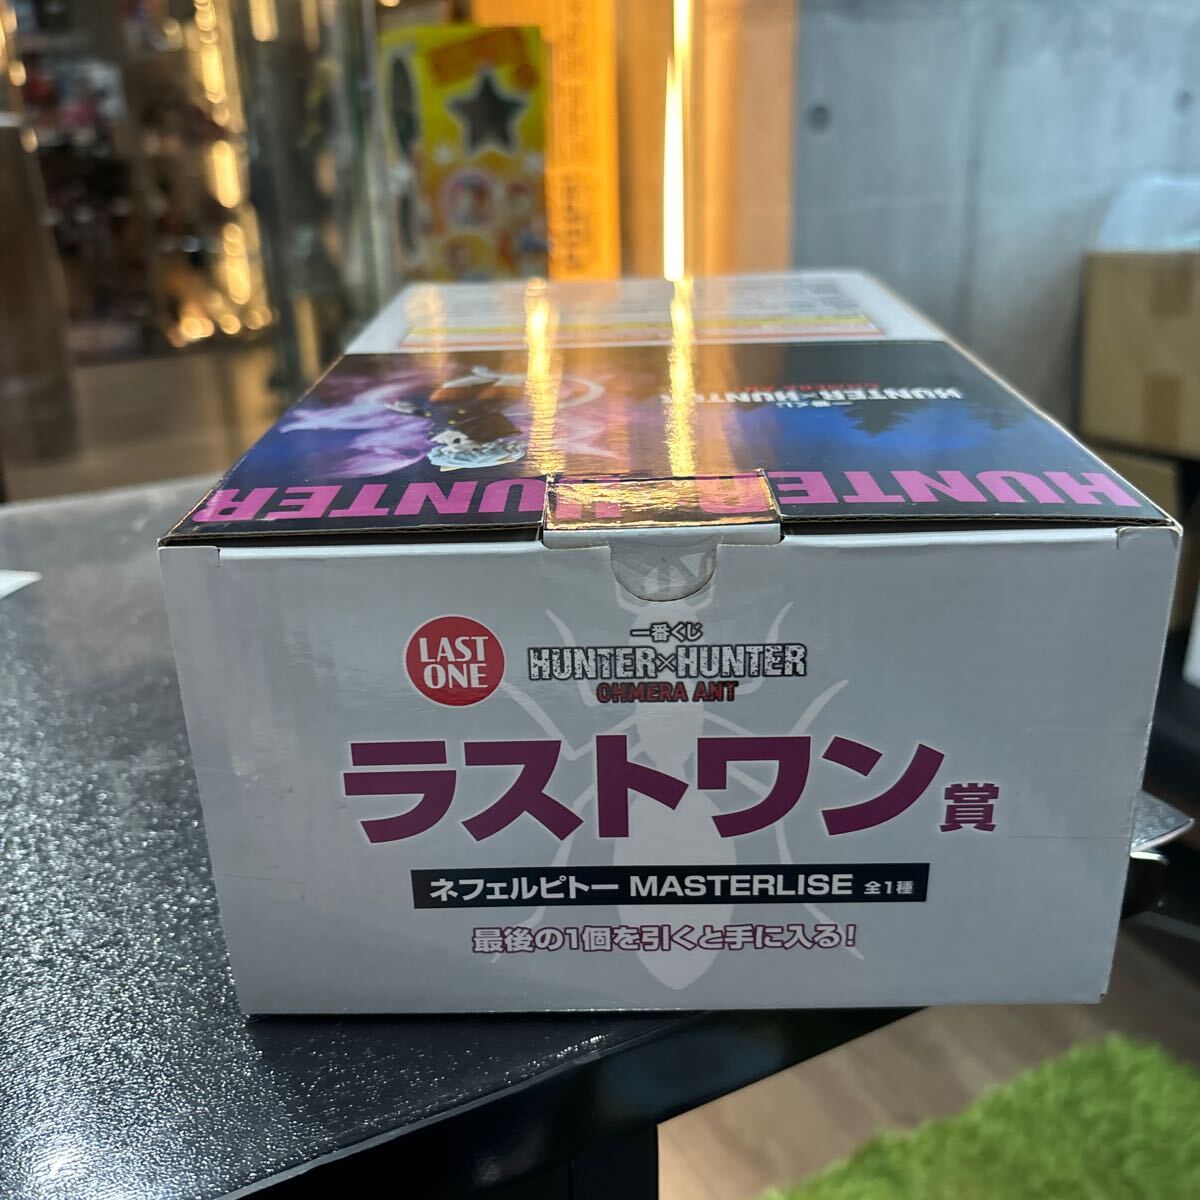 一番くじ
HUNTER×HUNTER
HUNTER HUNTER
LAST ONE
一番くじ
HUNTER×HUNTER
CHMERA ANT
ラストワン賞
ネフェルピトー MASTERLISE 全1種
最後の1個を引くと手に入る!